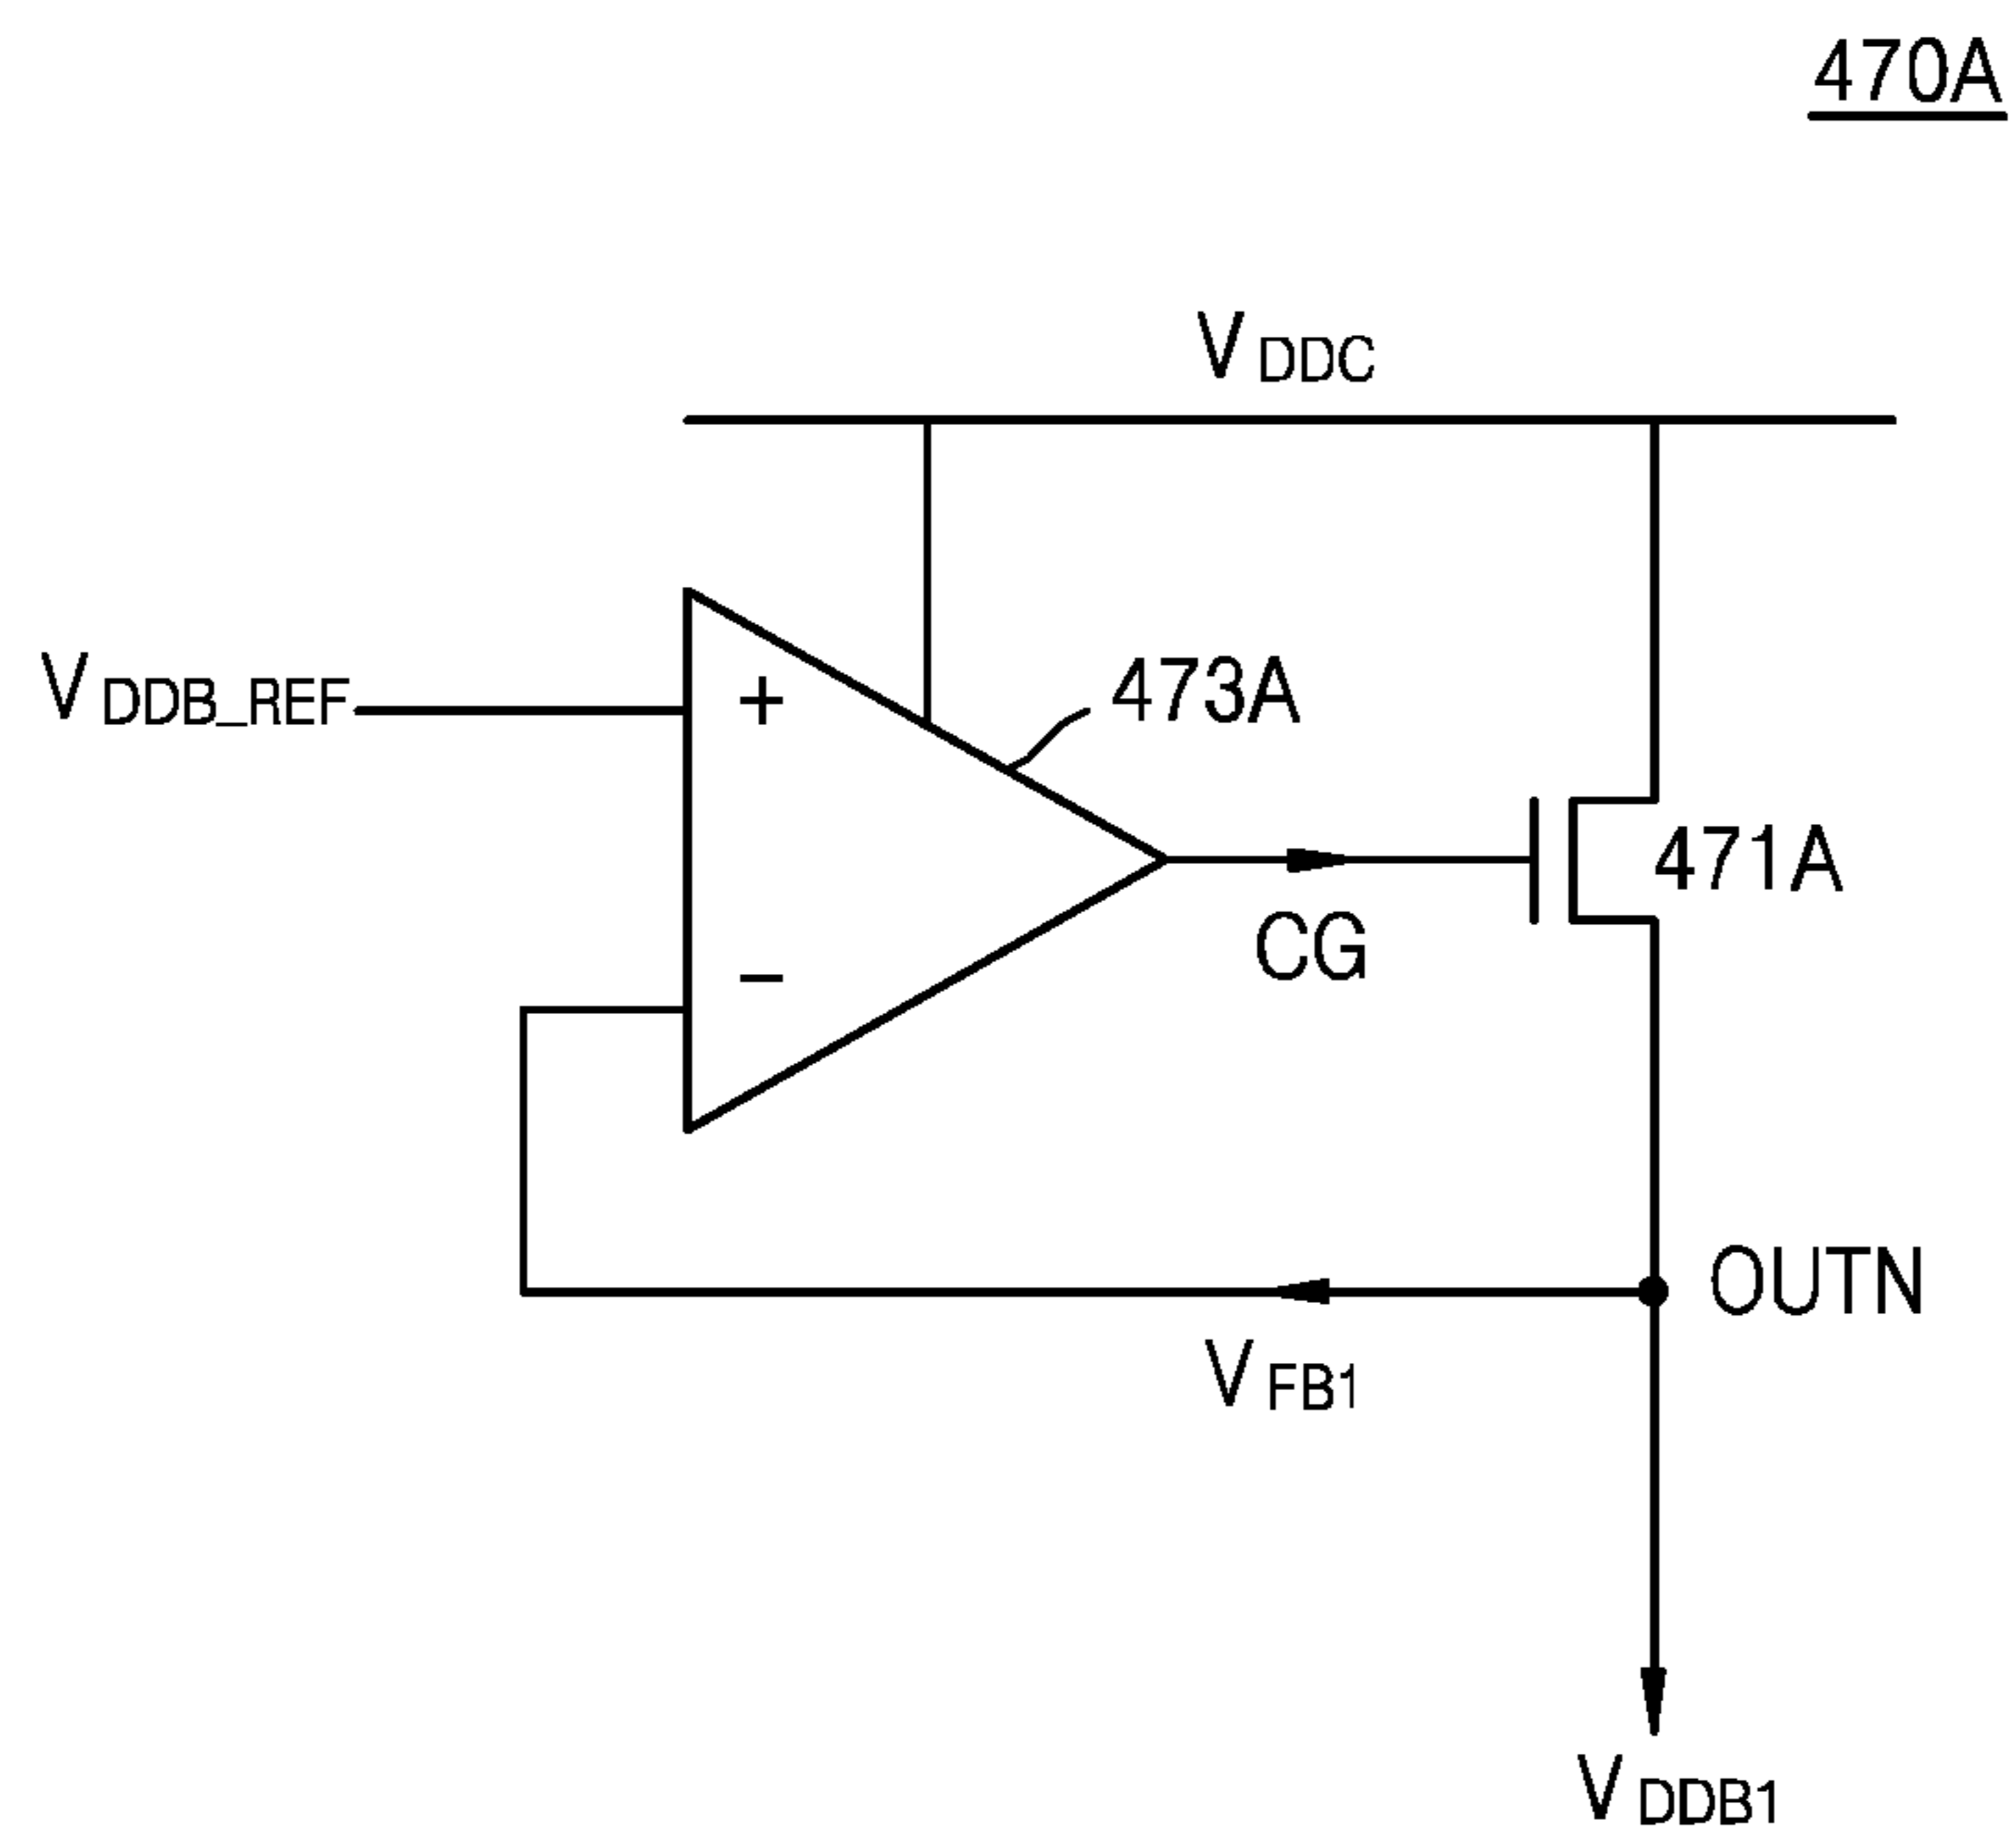 470A
VDDC
VDDB_REF
+
473A
471A
CG
−
OUTN
VFB1
VDDB1